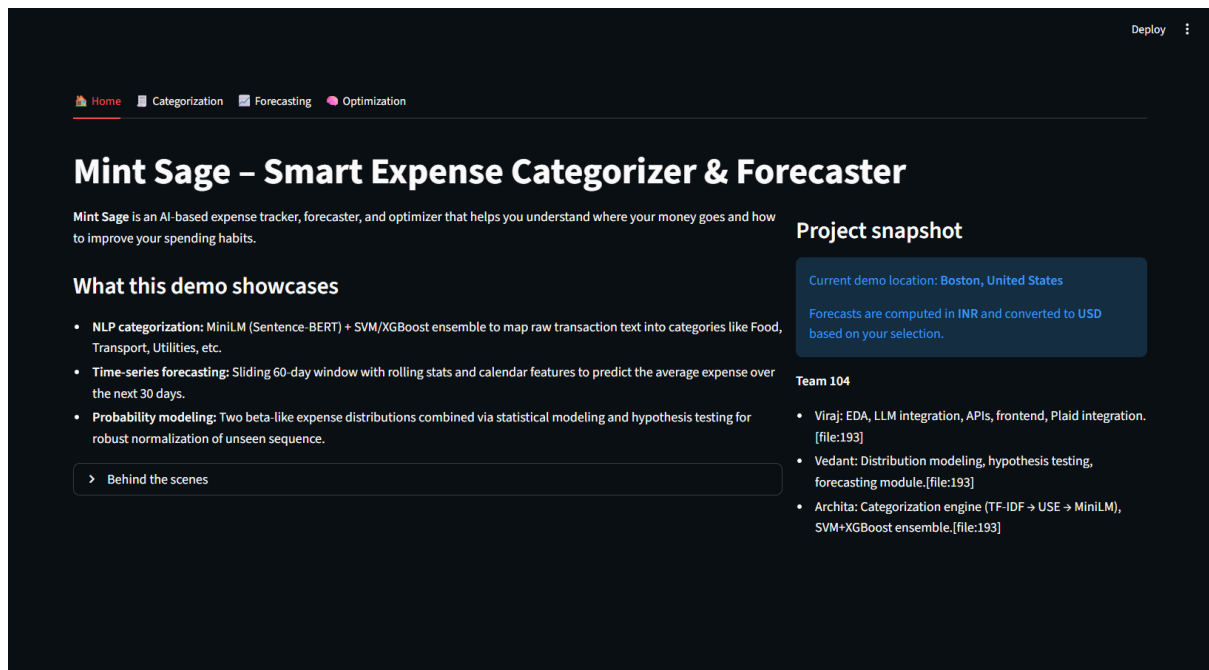 Deploy
Home Categorization Forecasting Optimization
Mint Sage – Smart Expense Categorizer & Forecaster
Mint Sage is an AI-based expense tracker, forecaster, and optimizer that helps you understand where your money goes and how
to improve your spending habits.
What this demo showcases
• NLP categorization: MiniLM (Sentence-BERT) + SVM/XGBoost ensemble to map raw transaction text into categories like Food,
Transport, Utilities, etc.
• Time-series forecasting: Sliding 60-day window with rolling stats and calendar features to predict the average expense over
the next 30 days.
• Probability modeling: Two beta-like expense distributions combined via statistical modeling and hypothesis testing for
robust normalization of unseen sequence.
Behind the scenes
Project snapshot
Current demo location: Boston, United States
Forecasts are computed in INR and converted to USD
based on your selection.
Team 104
• Viraj: EDA, LLM integration, APIs, frontend, Plaid integration.
[file:193]
• Vedant: Distribution modeling, hypothesis testing,
forecasting module.[file:193]
• Archita: Categorization engine (TF-IDF → USE → MiniLM),
SVM+XGBoost ensemble.[file:193]